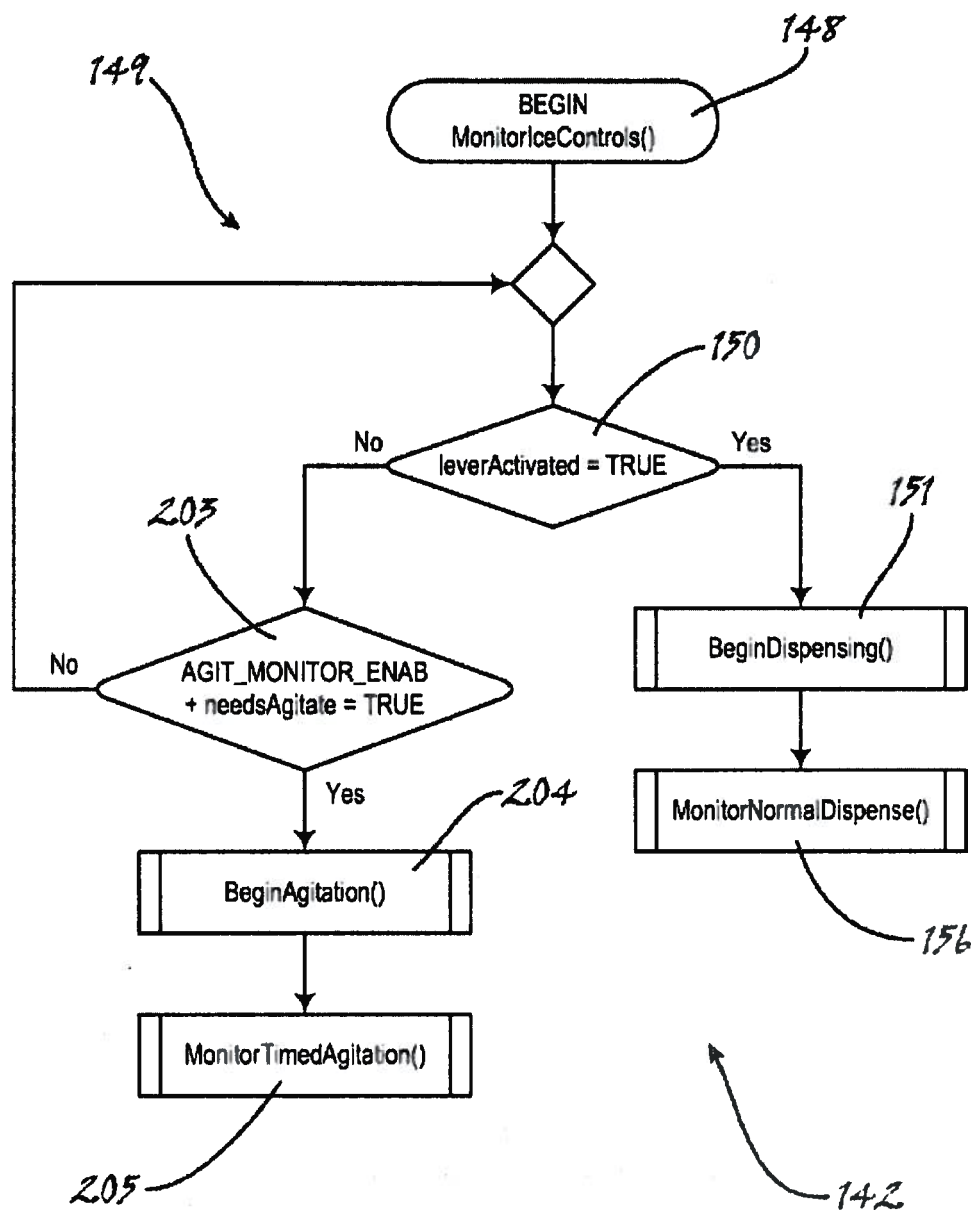 148
149
BEGIN
MonitorIceControls()
150
No
Yes
leverActivated = TRUE
151
203
No
AGIT_MONITOR_ENAB
+ needsAgitate = TRUE
BeginDispensing()
Yes
204
MonitorNormalDispense()
BeginAgitation()
156
MonitorTimedAgitation()
205
142